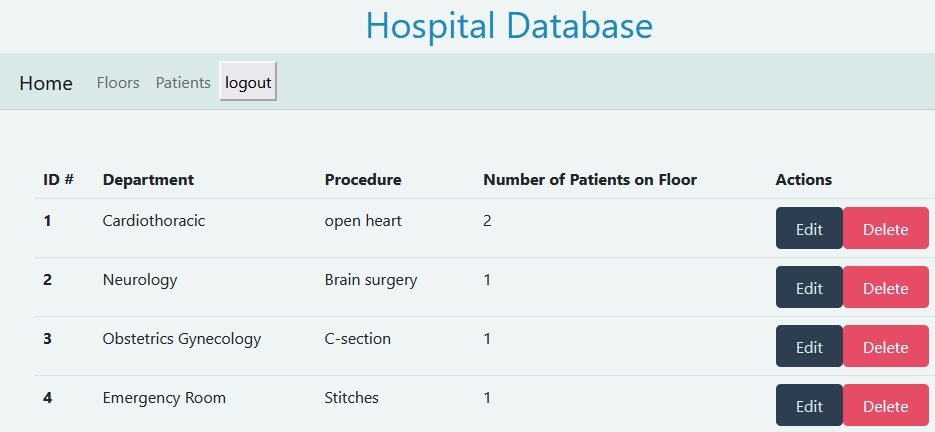 Hospital Database
Home Floors Patients logout
ID # Department Procedure Number of Patients on Floor Actions
1 Cardiothoracic open heart 2 Edit Delete
2 Neurology Brain surgery 1 Edit Delete
3 Obstetrics Gynecology C-section 1 Edit Delete
4 Emergency Room Stitches 1 Edit Delete